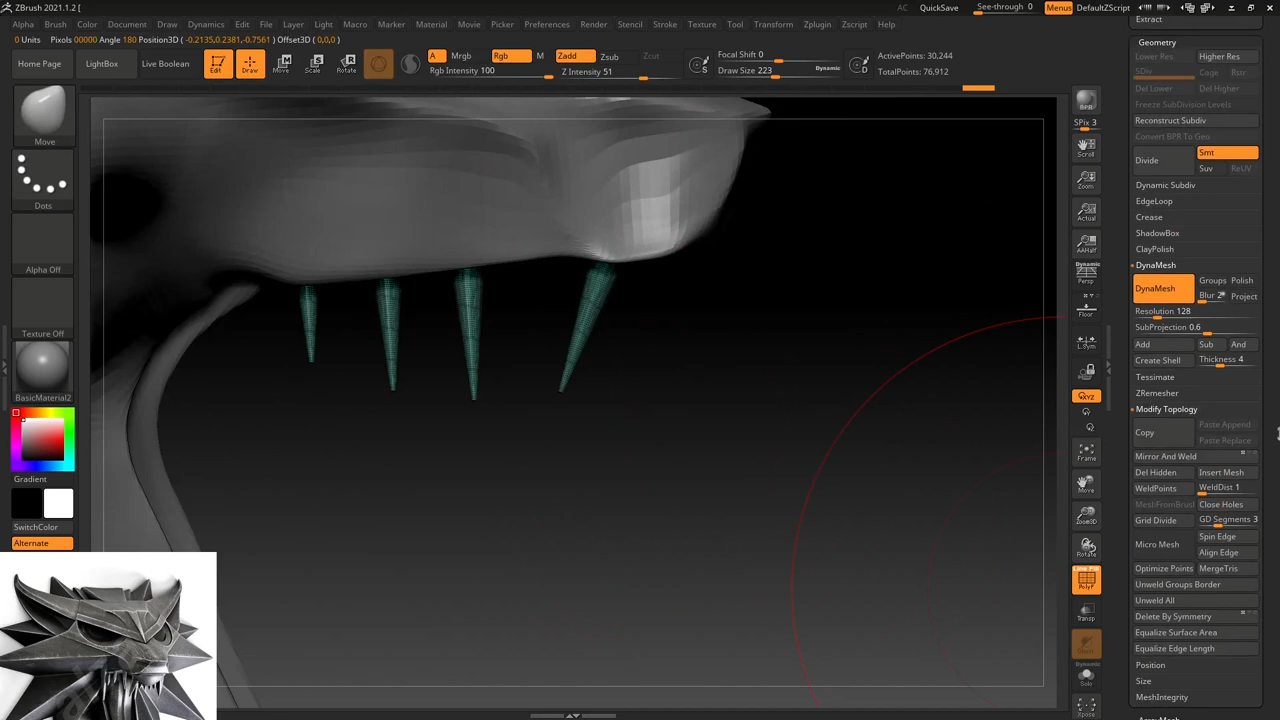 ZBrush 2021.1.2 [
AC QuickSave See-through 0 Menus DefaultZScript
Alpha Brush Color Document Draw Dynamics Edit File Layer Light Macro Marker Material Movie Picker Preferences Render Stencil Stroke Texture Tool Transform Zplugin Zscript Help
0 Units Pixols 00000 Angle 180 Position3D ( -0.2135,0.2381,-0.7561) Offset3D ( 0,0,0 )
Home Page LightBox Live Boolean Edit Draw Move Scale Rotate
A Mrgb Rgb M Zadd Zsub Zcut
Rgb Intensity 100 Z Intensity 51
Focal Shift 0
Draw Size 223 Dynamic
S
D
ActivePoints: 30,244
TotalPoints: 76,912
Move
Dots
Alpha Off
Texture Off
BasicMaterial2
Gradient
SwitchColor
Alternate
BPR
SPix 3
Scroll
Zoom
Actual
AAHalf
Dynamic
Persp
Floor
L.Sym
XYZ
Frame
Move
Zoom3D
Rotate
Line Fill
PolyF
Transp
Dynamic
Solo
Xpose
Extract
Geometry
Lower Res Higher Res
SDiv Cage Rstr
Del Lower Del Higher
Freeze SubDivision Levels
Reconstruct Subdiv
Convert BPR To Geo
Divide Smt
Suv ReUV
Dynamic Subdiv
EdgeLoop
Crease
ShadowBox
ClayPolish
DynaMesh
DynaMesh Groups Polish
Blur 2 Project
Resolution 128
SubProjection 0.6
Add Sub And
Create Shell Thickness 4
Tessimate
ZRemesher
Modify Topology
Copy Paste Append
Paste Replace
Mirror And Weld
Del Hidden Insert Mesh
WeldPoints WeldDist 1
MeshFromBrush Close Holes
Grid Divide GD Segments 3
Micro Mesh Spin Edge
Align Edge
Optimize Points MergeTris
Unweld Groups Border
Unweld All
Delete By Symmetry
Equalize Surface Area
Equalize Edge Length
Position
Size
MeshIntegrity